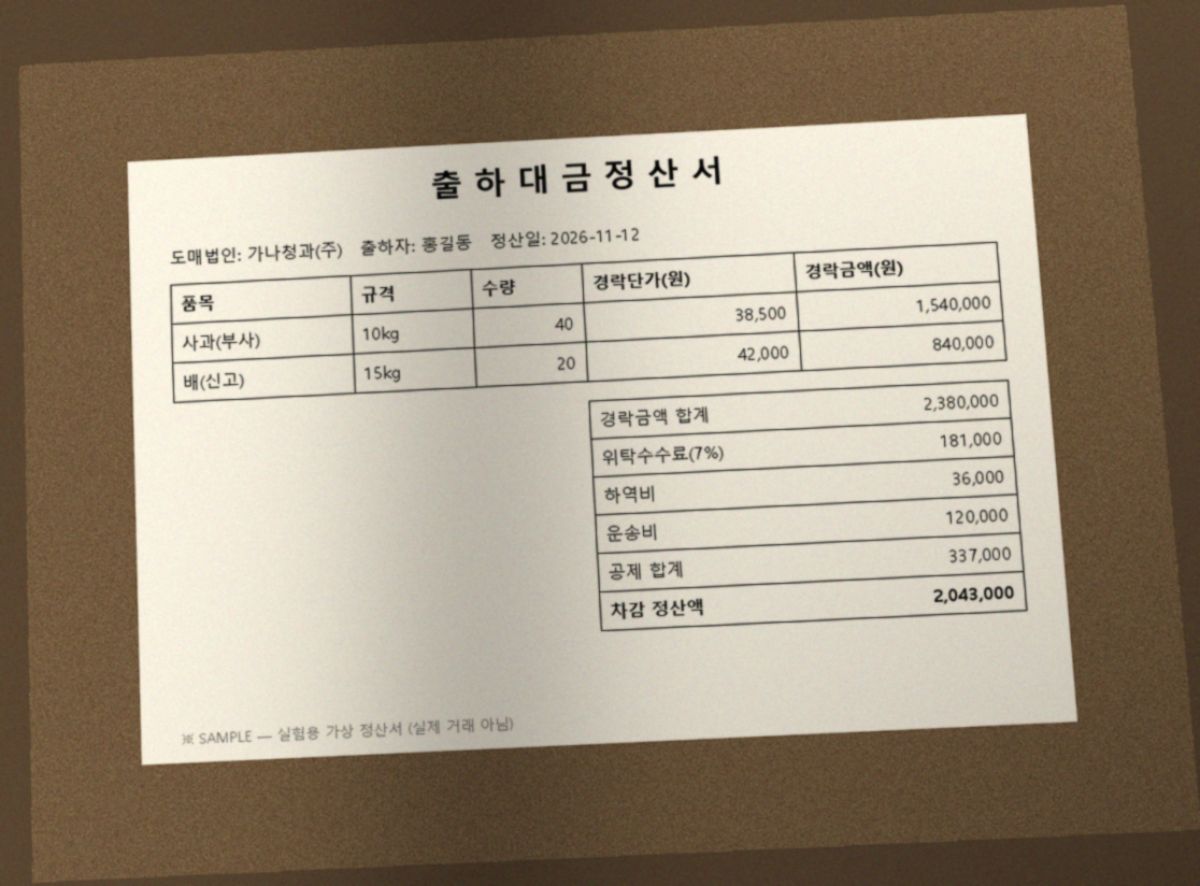 출하대금정산서
도매법인: 가나청과(주) 출하자: 홍길동 정산일: 2026-11-12
품목 규격 수량 경락단가(원) 경락금액(원)
사과(부사) 10kg 40 38,500 1,540,000
배(신고) 15kg 20 42,000 840,000
경락금액 합계 2,380,000
위탁수수료(7%) 181,000
하역비 36,000
운송비 120,000
공제 합계 337,000
차감 정산액 2,043,000
※ SAMPLE — 실험용 가상 정산서 (실제 거래 아님)